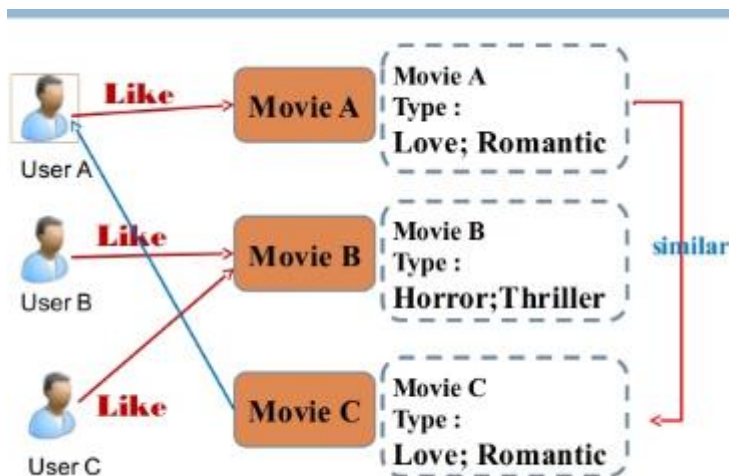 Like
User A
Movie A
Movie A
Type :
Love; Romantic
Like
User B
Movie B
Movie B
Type :
Horror;Thriller
similar
Like
User C
Movie C
Movie C
Type :
Love; Romantic